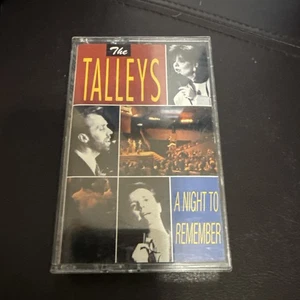 The
TALLEYS
A NIGHT TO
REMEMBER